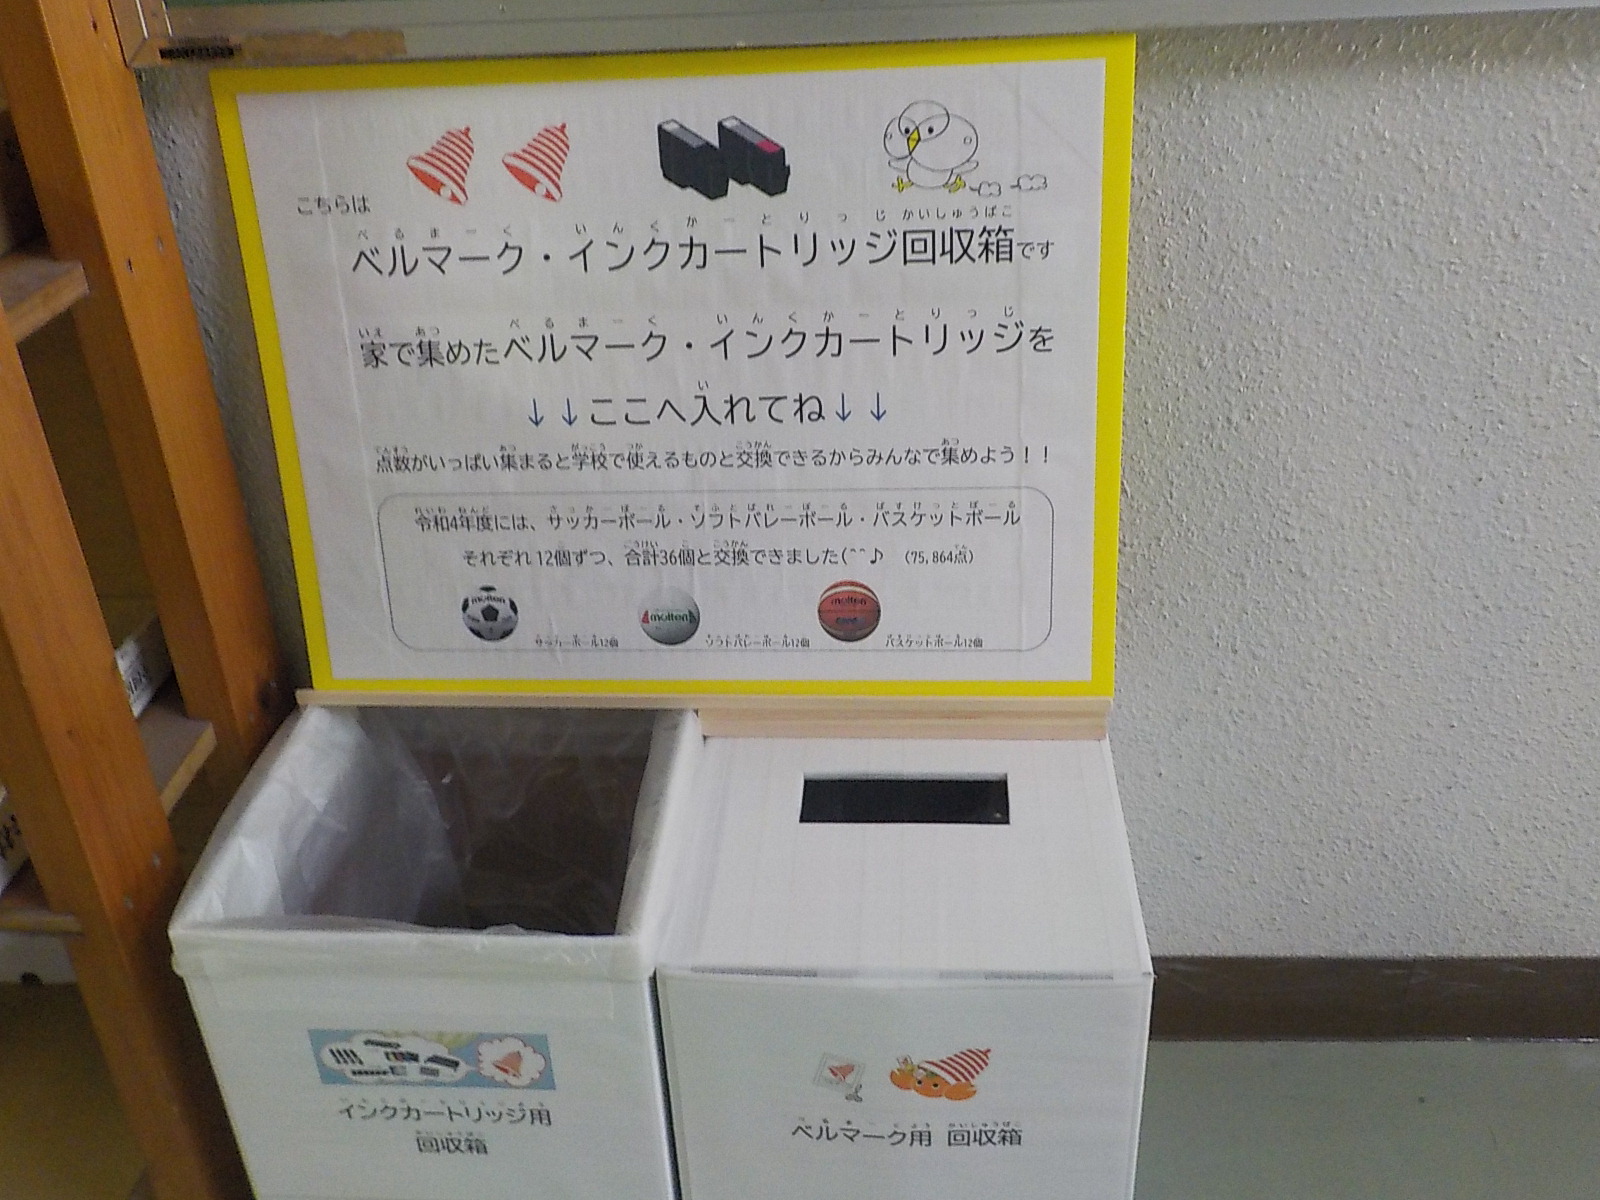 こちらは
ベルマーク・インクカートリッジ回収箱です
家で集めたベルマーク・インクカートリッジを
↓↓ここへ入れてね↓↓
点数がいっぱい集まると学校で使えるものと交換できるからみんなで集めよう！！
令和4年度には、サッカーボール・ソフトバレーボール・バスケットボール
それぞれ12個ずつ、合計36個と交換できました(^^♪ （75,864点）
molten
molten
molten
サッカーボール12個
ソフトバレーボール12個
バスケットボール12個
インクカートリッジ用
回収箱
ベルマーク用 回収箱